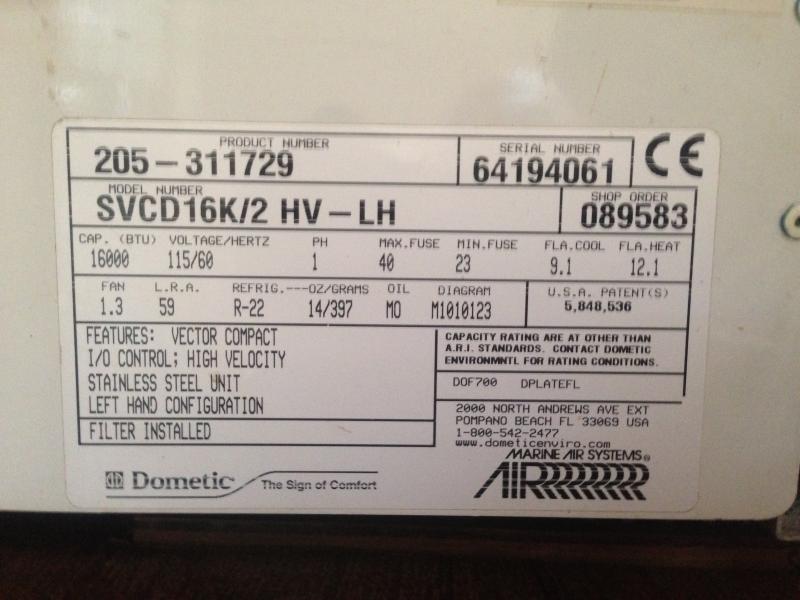 PRODUCT NUMBER SERIAL NUMBER CE
205-311729 64194061
MODEL NUMBER SHOP ORDER
SVCD16K/2 HV-LH 089583
CAP. (BTU) VOLTAGE/HERTZ PH MAX.FUSE MIN.FUSE FLA.COOL FLA.HEAT
16000 115/60 1 40 23 9.1 12.1
FAN L.R.A. REFRIG.---OZ/GRAMS OIL DIAGRAM U.S.A. PATENT(S)
1.3 59 R-22 14/397 MO M1010123 5,848,536
FEATURES: VECTOR COMPACT
I/O CONTROL; HIGH VELOCITY
STAINLESS STEEL UNIT
LEFT HAND CONFIGURATION
FILTER INSTALLED
CAPACITY RATING ARE AT OTHER THAN
A.R.I. STANDARDS. CONTACT DOMETIC
ENVIRONMNTL FOR RATING CONDITIONS.
DOF700 DPLATEFL
2000 NORTH ANDREWS AVE EXT
POMPANO BEACH FL 33069 USA
1-800-542-2477
www.dometicenviro.com
Dometic The Sign of Comfort
MARINE AIR SYSTEMS®
AIR